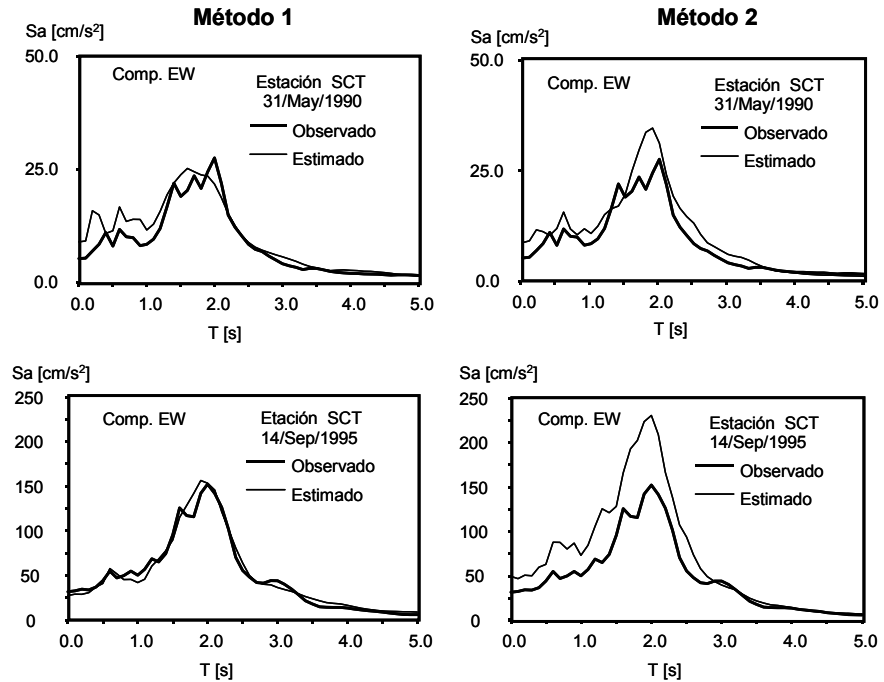 Método 1
Sa [cm/s²]
50.0
25.0
0.0
Comp. EW
Estación SCT
31/May/1990
Observado
Estimado
0.0 1.0 2.0 3.0 4.0 5.0
T [s]
Método 2
Sa [cm/s²]
50.0
25.0
0.0
Comp. EW
Estación SCT
31/May/1990
Observado
Estimado
0.0 1.0 2.0 3.0 4.0 5.0
T [s]
Sa [cm/s²]
250
200
150
100
50
0
Comp. EW
Etación SCT
14/Sep/1995
Observado
Estimado
0.0 1.0 2.0 3.0 4.0 5.0
T [s]
Sa [cm/s²]
250
200
150
100
50
0
Comp. EW
Estación SCT
14/Sep/1995
Observado
Estimado
0.0 1.0 2.0 3.0 4.0 5.0
T [s]